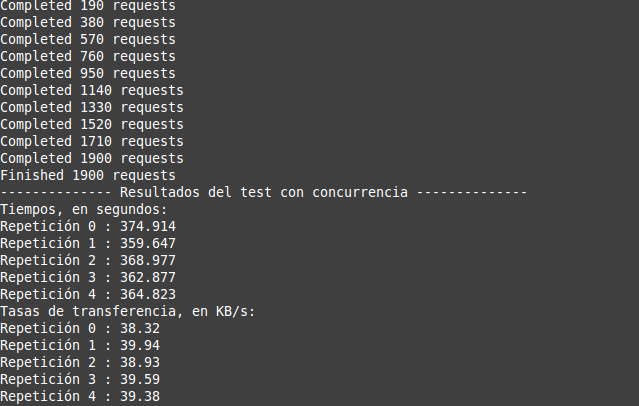 Completed 190 requests
Completed 380 requests
Completed 570 requests
Completed 760 requests
Completed 950 requests
Completed 1140 requests
Completed 1330 requests
Completed 1520 requests
Completed 1710 requests
Completed 1900 requests
Finished 1900 requests
-------------- Resultados del test con concurrencia --------------
Tiempos, en segundos:
Repetición 0 : 374.914
Repetición 1 : 359.647
Repetición 2 : 368.977
Repetición 3 : 362.877
Repetición 4 : 364.823
Tasas de transferencia, en KB/s:
Repetición 0 : 38.32
Repetición 1 : 39.94
Repetición 2 : 38.93
Repetición 3 : 39.59
Repetición 4 : 39.38